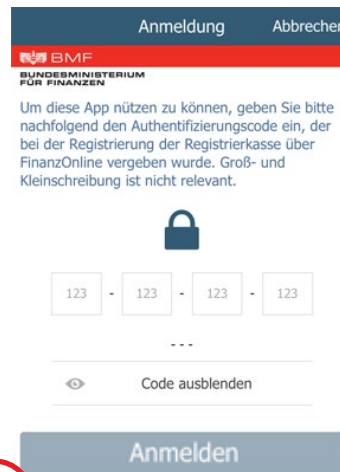 Anmeldung Abbrechen
BMF
BUNDESMINISTERIUM
FÜR FINANZEN
Um diese App nützen zu können, geben Sie bitte
nachfolgend den Authentifizierungscode ein, der
bei der Registrierung der Registrierkasse über
FinanzOnline vergeben wurde. Groß- und
Kleinschreibung ist nicht relevant.
123 - 123 - 123 - 123
---
Code ausblenden
Anmelden